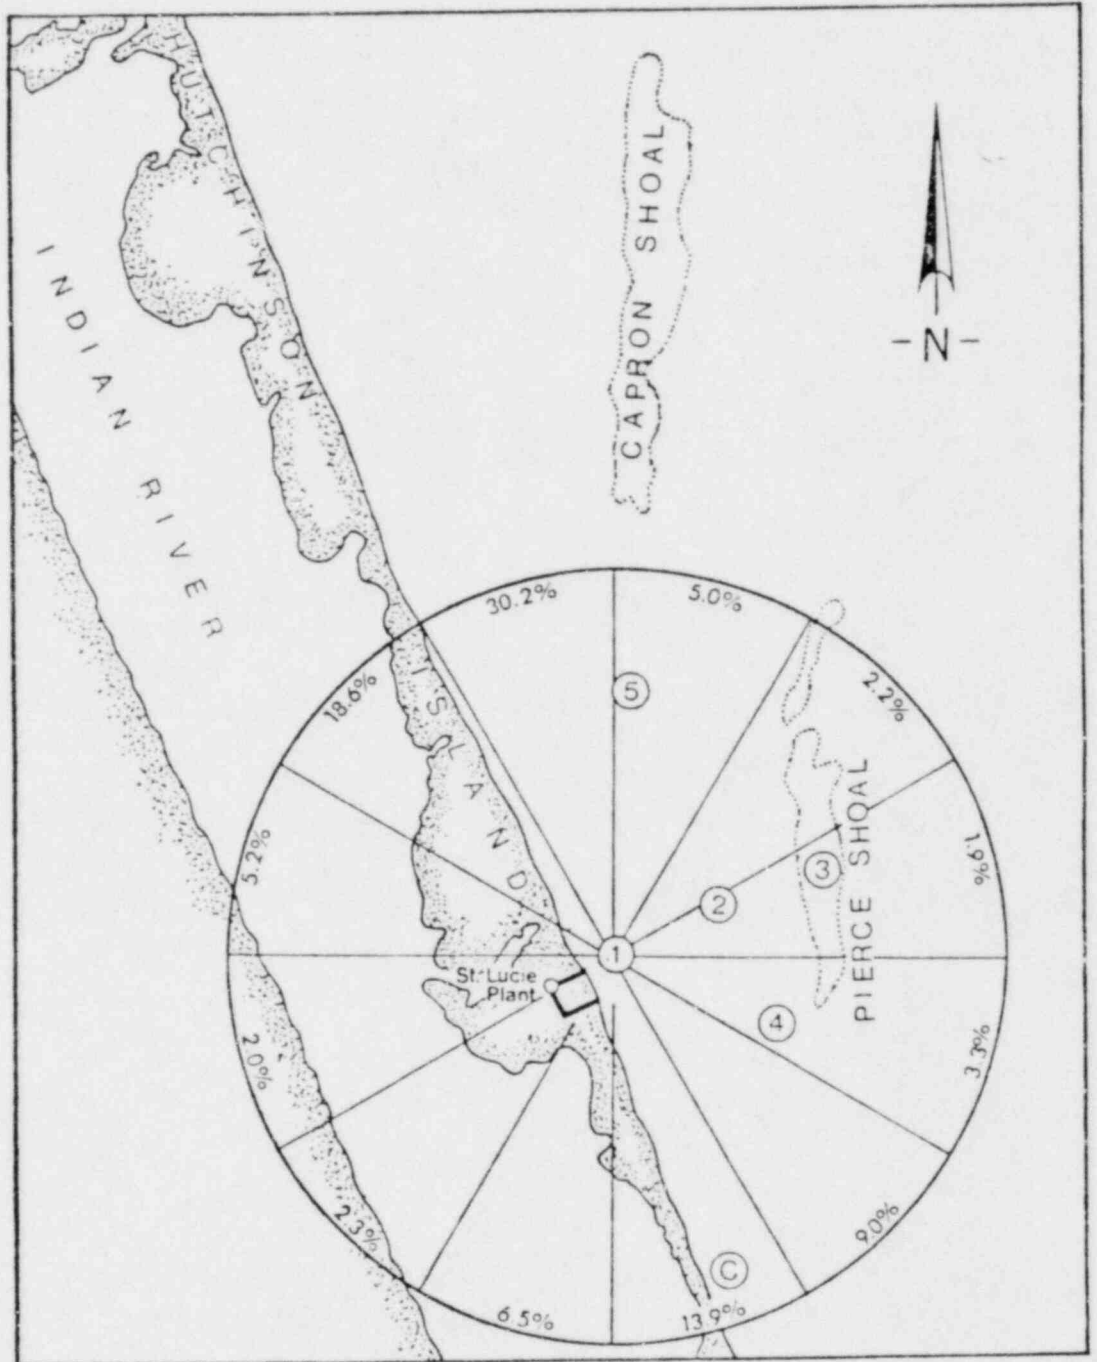 HUTCHINSON
ISLAND
INDIAN RIVER
CAPRON SHOAL
- N -
30.2%
5.0%
18.6%
2.2%
5
5.2%
1.9%
PIERCE SHOAL
3
2
1
St. Lucie
Plant
4
2.0%
3.3%
2.3%
9.0%
C
6.5%
13.9%